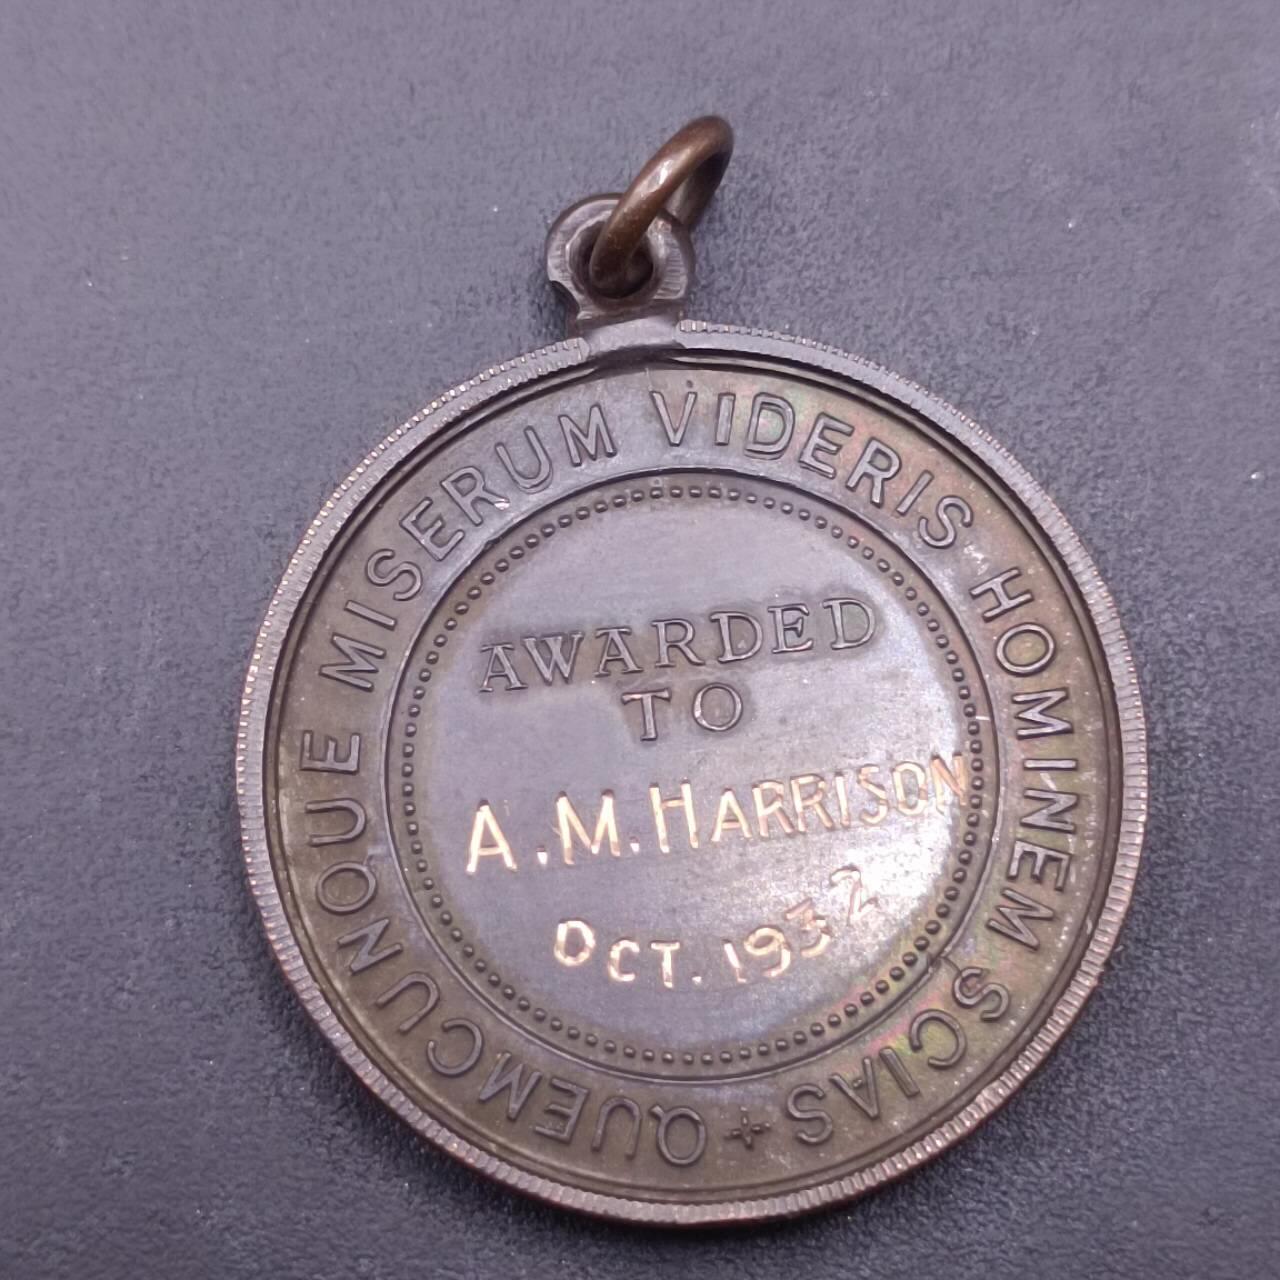 QUEMCUNQUE MISERUM VIDERIS HOMINEM SCIAS +
AWARDED
TO
A.M. HARRISON
OCT. 1932